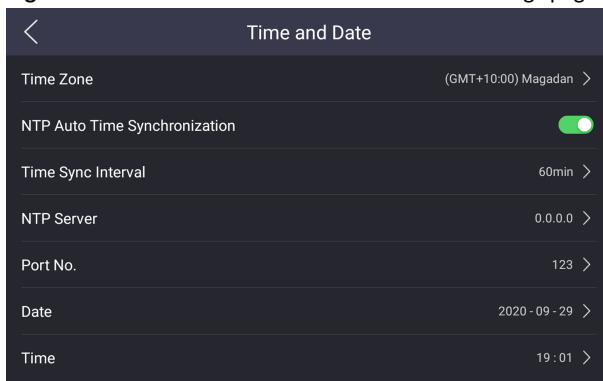 Time and Date
Time Zone (GMT+10:00) Magadan
NTP Auto Time Synchronization
Time Sync Interval 60min
NTP Server 0.0.0.0
Port No. 123
Date 2020 - 09 - 29
Time 19 : 01